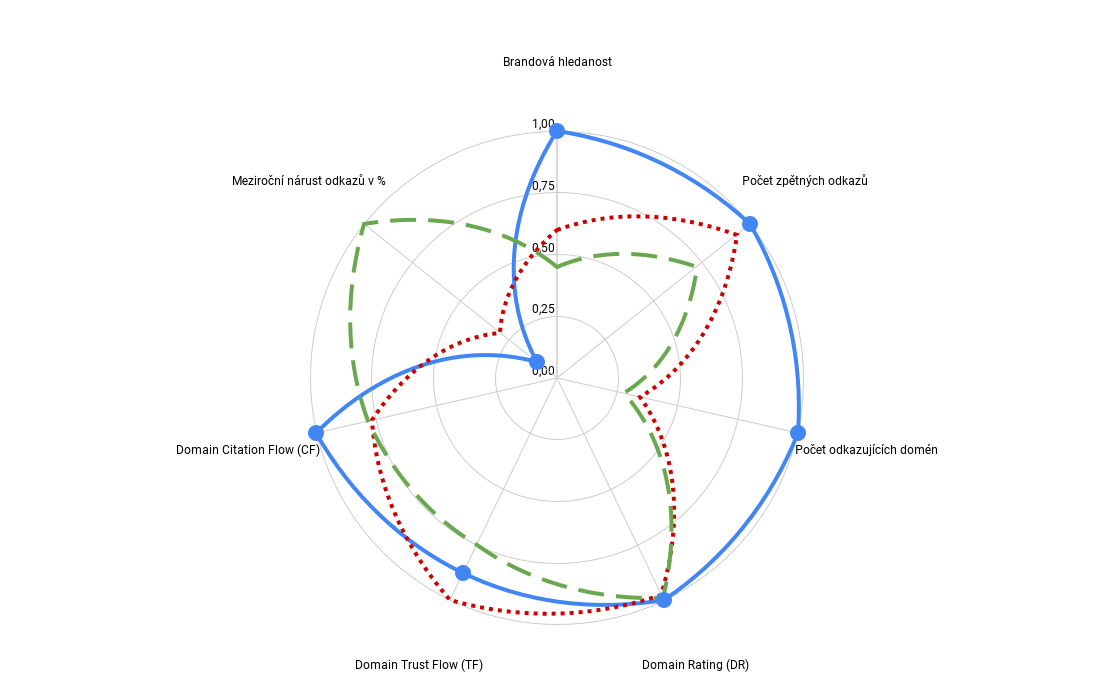 Brandová hledanost
1,00
Meziroční nárust odkazů v %
0,75
Počet zpětných odkazů
0,50
0,25
0,00
Domain Citation Flow (CF)
Počet odkazujících domén
Domain Trust Flow (TF)
Domain Rating (DR)